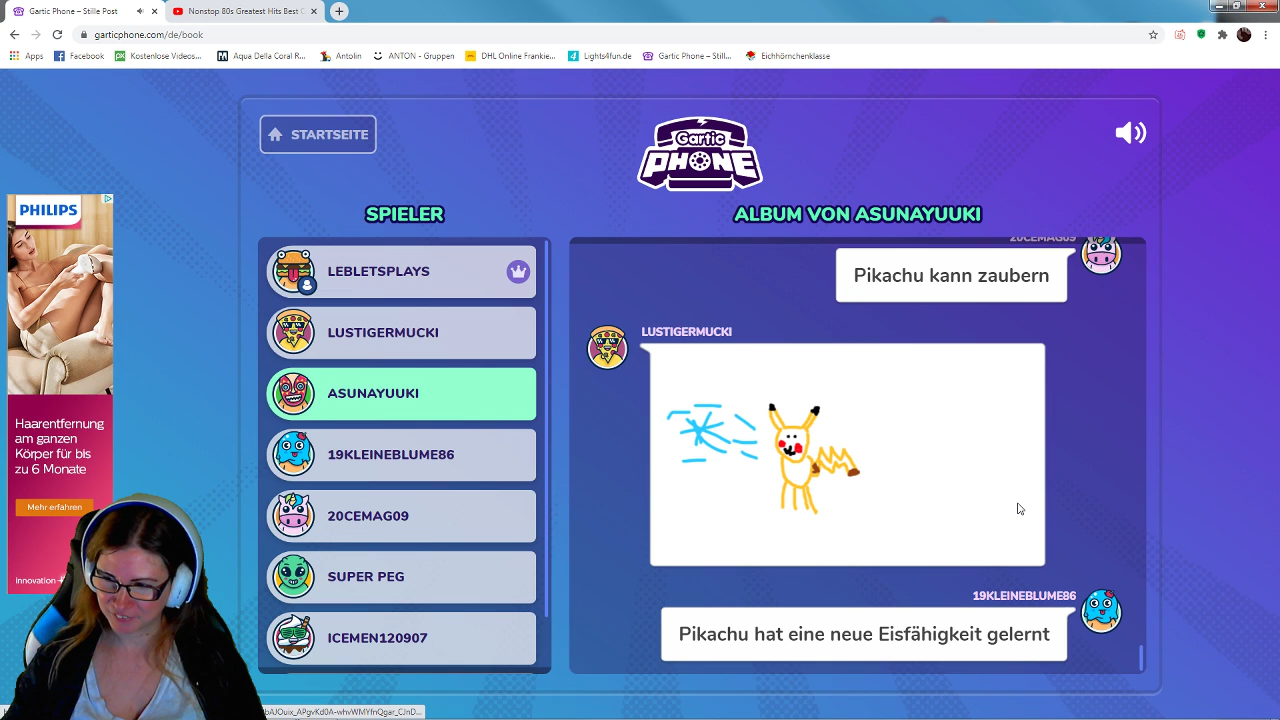 Gartic Phone – Stille Post
Nonstop 80s Greatest Hits Best
garticphone.com/de/book
Apps
Facebook
Kostenlose Videos...
Aqua Della Coral R...
Antolin
ANTON - Gruppen
DHL Online Frankie...
Lights4fun.de
Gartic Phone – Still...
Eichhörnchenklasse
STARTSEITE
Gartic
PHONE
SPIELER
ALBUM VON ASUNAYUUKI
LEBLETSPLAYS
LUSTIGERMUCKI
ASUNAYUUKI
19KLEINEBLUME86
20CEMAG09
SUPER PEG
ICEMEN120907
20CEMAG09
Pikachu kann zaubern
LUSTIGERMUCKI
19KLEINEBLUME86
Pikachu hat eine neue Eisfähigkeit gelernt
PHILIPS
Haarentfernung
am ganzen
Körper für bis
zu 6 Monate
Mehr erfahren
innovation